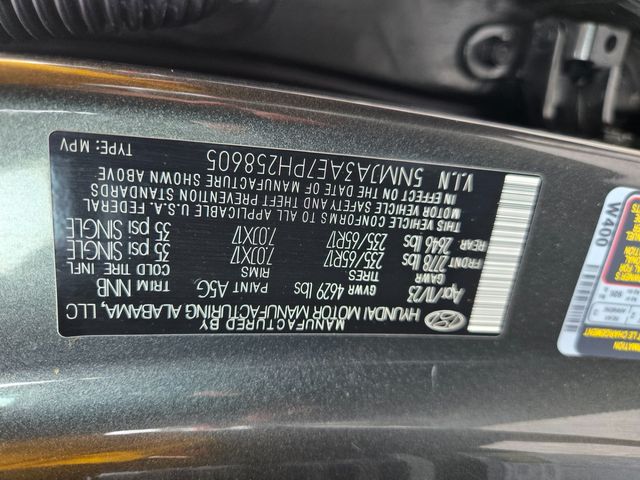 MANUFACTURED BY
HYUNDAI MOTOR MANUFACTURING ALABAMA, LLC
Apr/11/23 PAINT A5G TRIM NNB
GVWR 4629 lbs
GAWR TIRES RIMS COLD TIRE INFL
FRONT 2778 lbs 235/65R17 7.0JX17 35 psi SINGLE
REAR 2646 lbs 235/65R17 7.0JX17 35 psi SINGLE
THIS VEHICLE CONFORMS TO ALL APPLICABLE U.S.A. FEDERAL
MOTOR VEHICLE SAFETY AND THEFT PREVENTION STANDARDS
IN EFFECT ON THE DATE OF MANUFACTURE SHOWN ABOVE
V.I.N 5NMJA3AE7PH258605 TYPE: MPV
W400